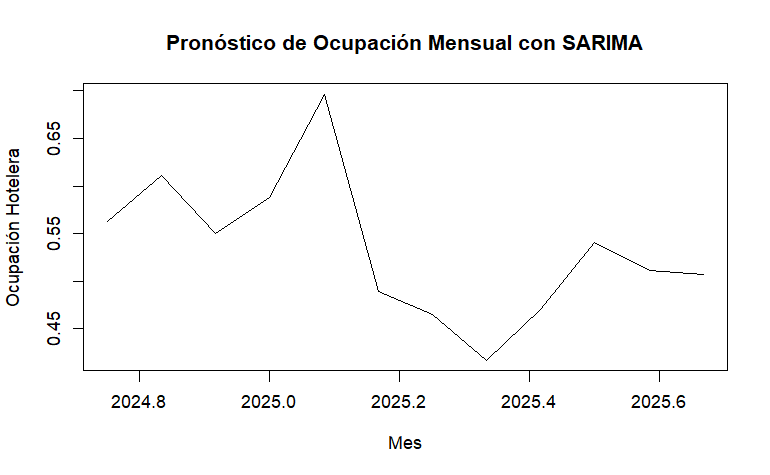 Pronóstico de Ocupación Mensual con SARIMA
Ocupación Hotelera
0.65
0.55
0.45
2024.8 2025.0 2025.2 2025.4 2025.6
Mes